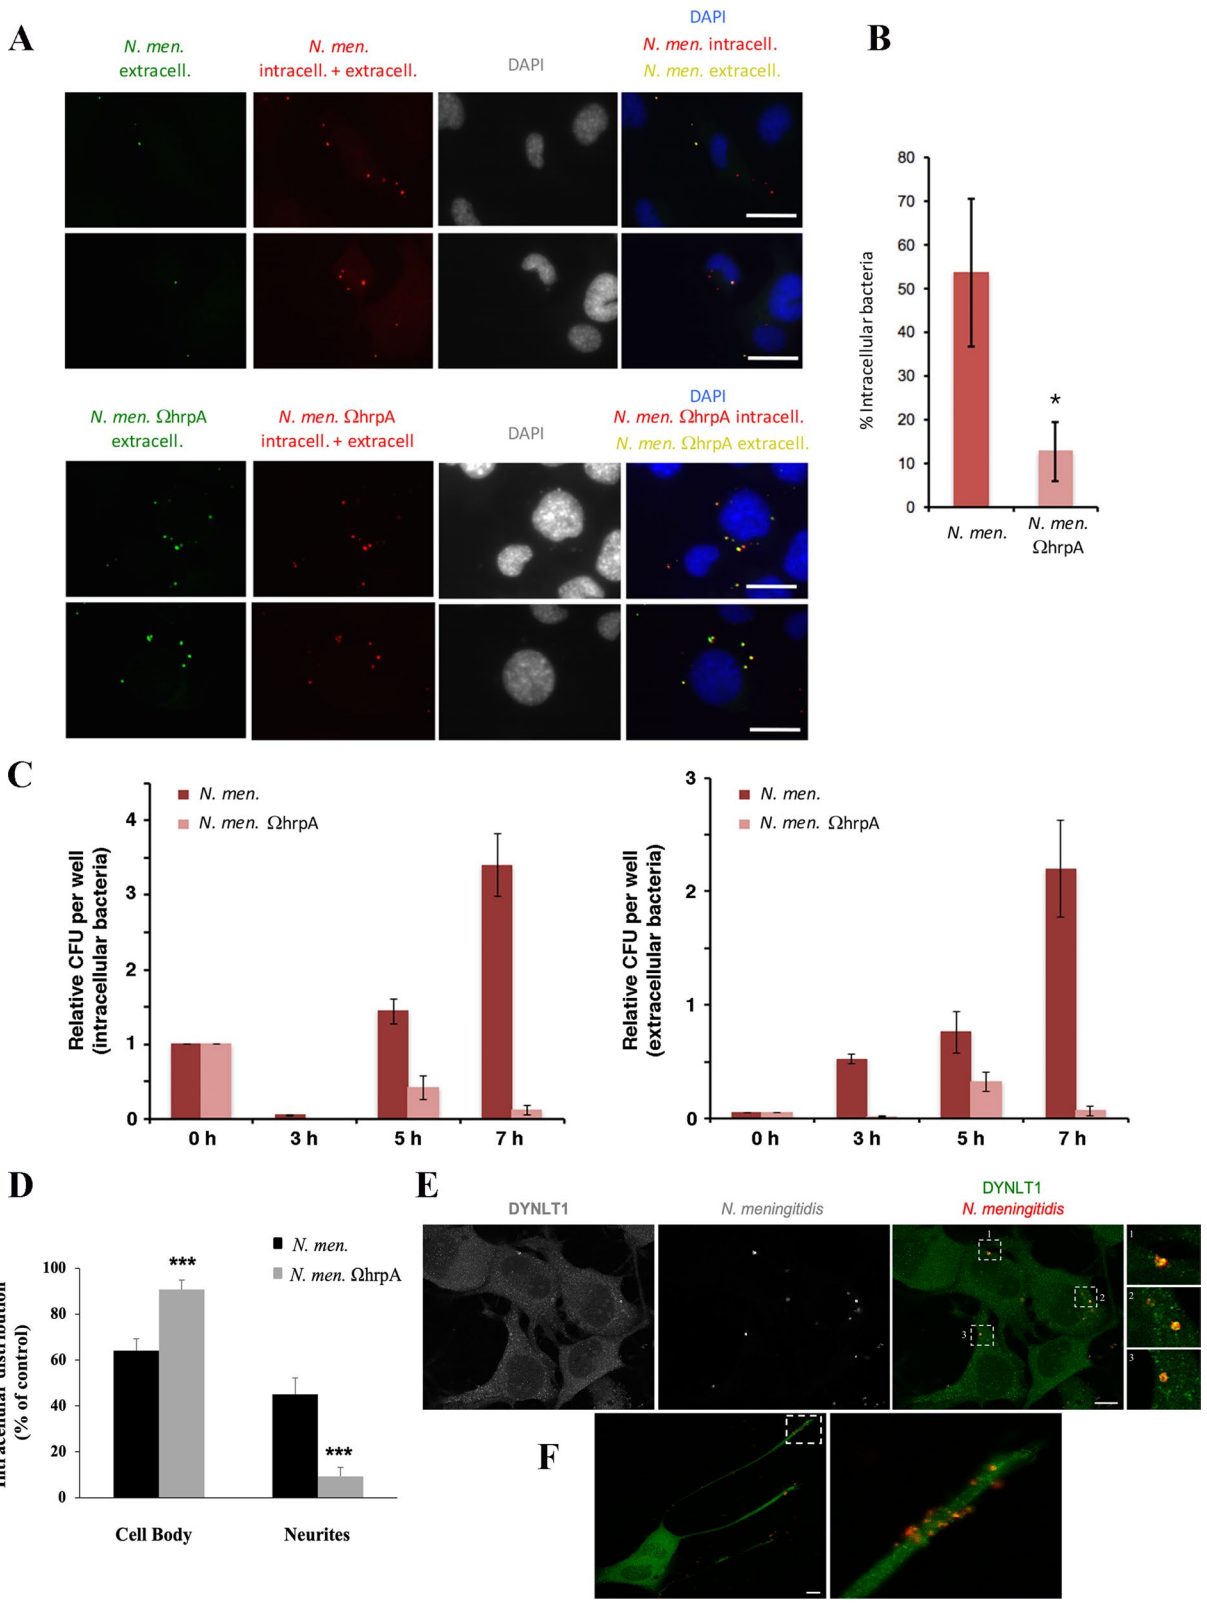 A
N. men.
extracell.
N. men.
intracell. + extracell.
DAPI
DAPI
N. men. intracell.
N. men. extracell.
N. men. ΩhrpA
extracell.
N. men. ΩhrpA
intracell. + extracell
DAPI
DAPI
N. men. ΩhrpA intracell.
N. men. ΩhrpA extracell.
B
% Intracellular bacteria
80
70
60
50
40
30
20
10
0
*
N. men.
N. men.
ΩhrpA
C
Relative CFU per well
(intracellular bacteria)
4
3
2
1
0
N. men.
N. men. ΩhrpA
0 h
3 h
5 h
7 h
Relative CFU per well
(extracellular bacteria)
3
2
1
0
N. men.
N. men. ΩhrpA
0 h
3 h
5 h
7 h
D
distribution
(% of control)
100
80
60
40
20
0
***
***
N. men.
N. men. ΩhrpA
Cell Body
Neurites
E
DYNLT1
N. meningitidis
DYNLT1
N. meningitidis
1
2
3
1
2
3
F